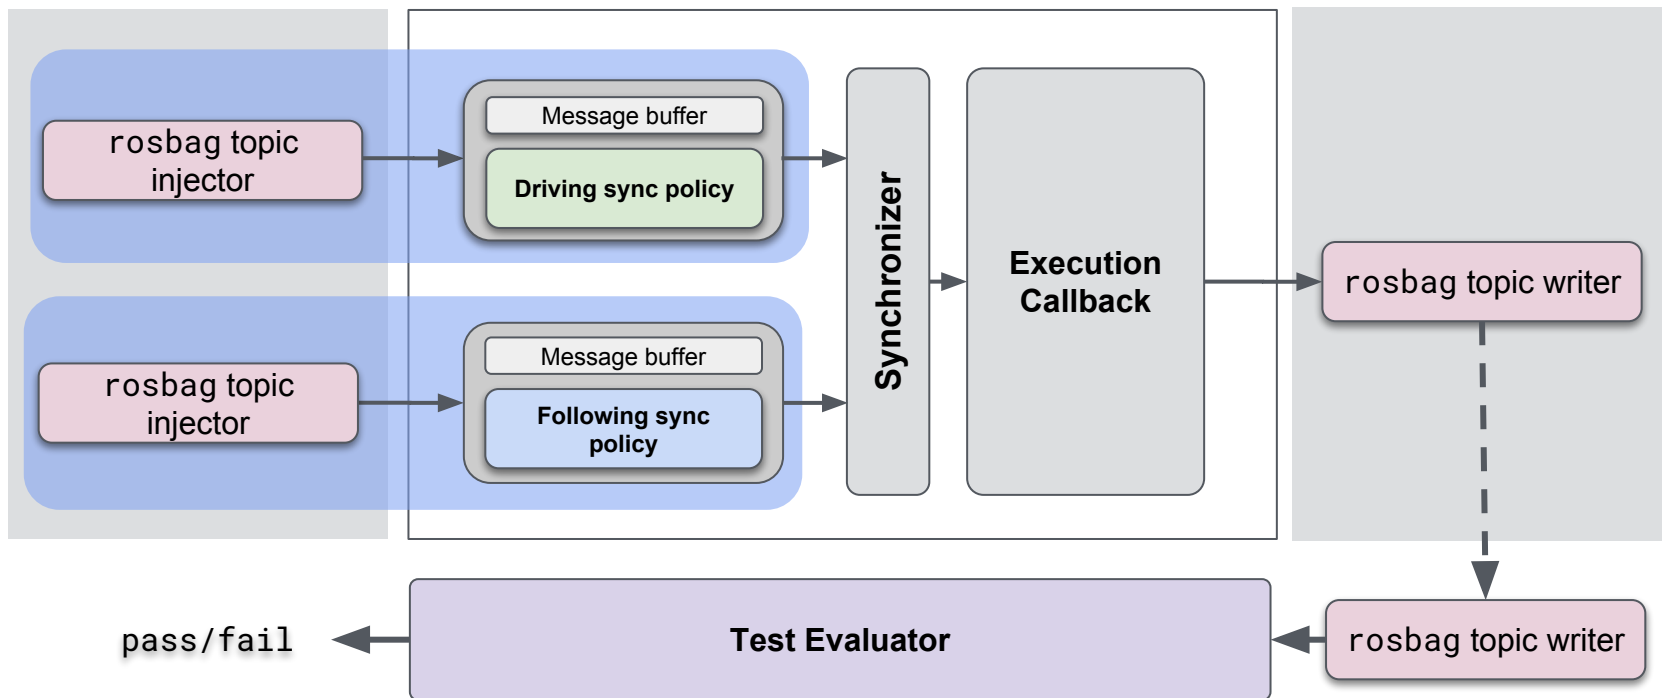 Message buffer
rosbag topic
injector
Driving sync policy
Message buffer
rosbag topic
injector
Following sync
policy
Synchronizer
Execution
Callback
rosbag topic writer
pass/fail
Test Evaluator
rosbag topic writer